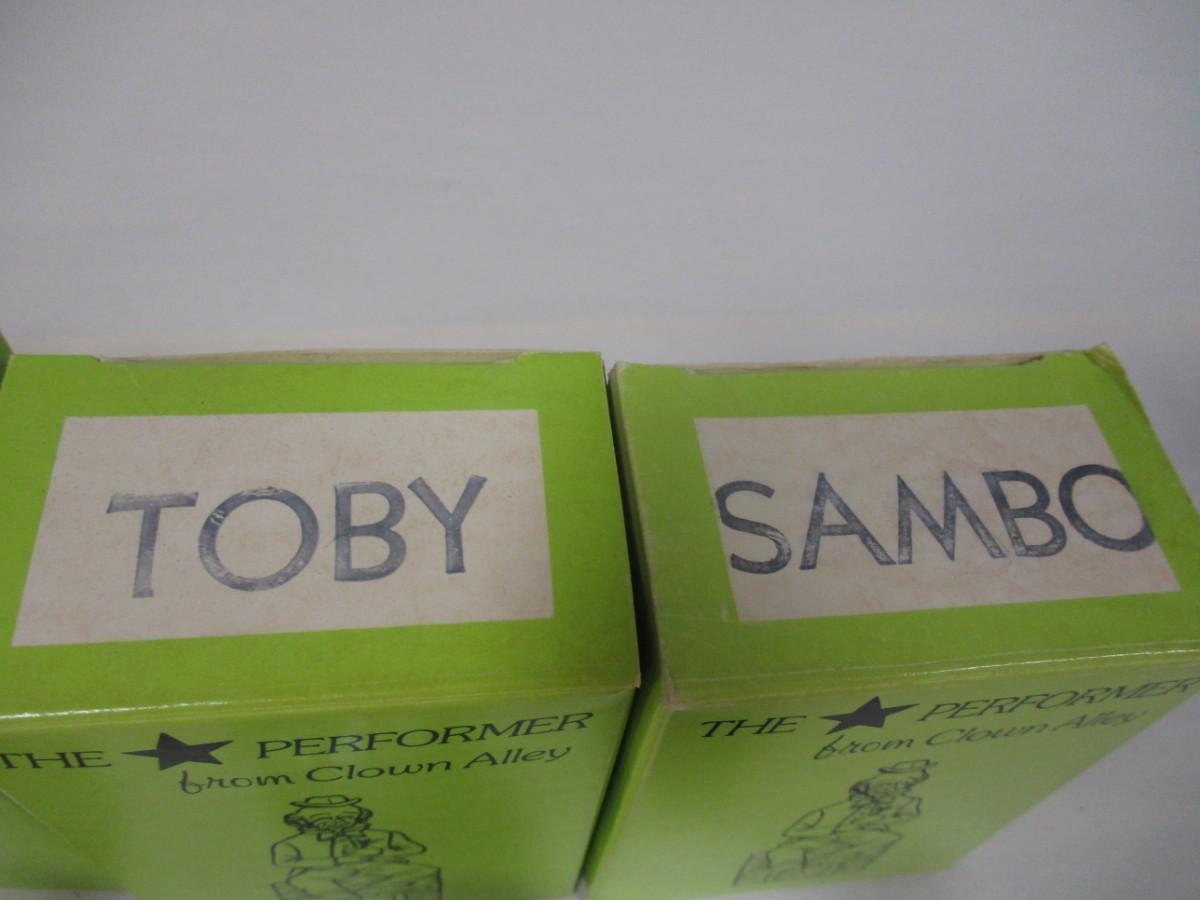 TOBY
THE ★ PERFORMER
from Clown Alley
SAMBO
THE ★ PERFORMER
from Clown Alley